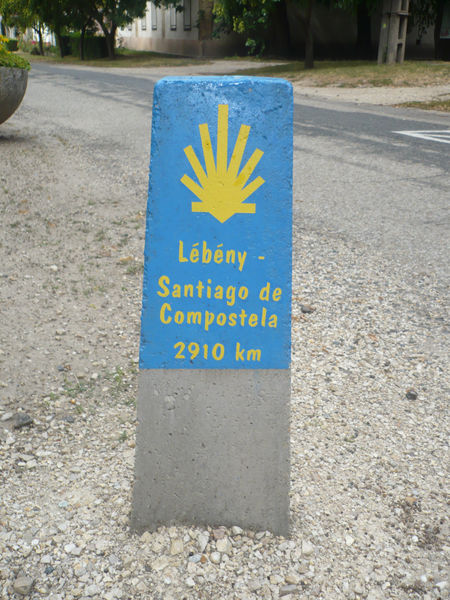 Lébény -
Santiago de
Compostela
2910 km